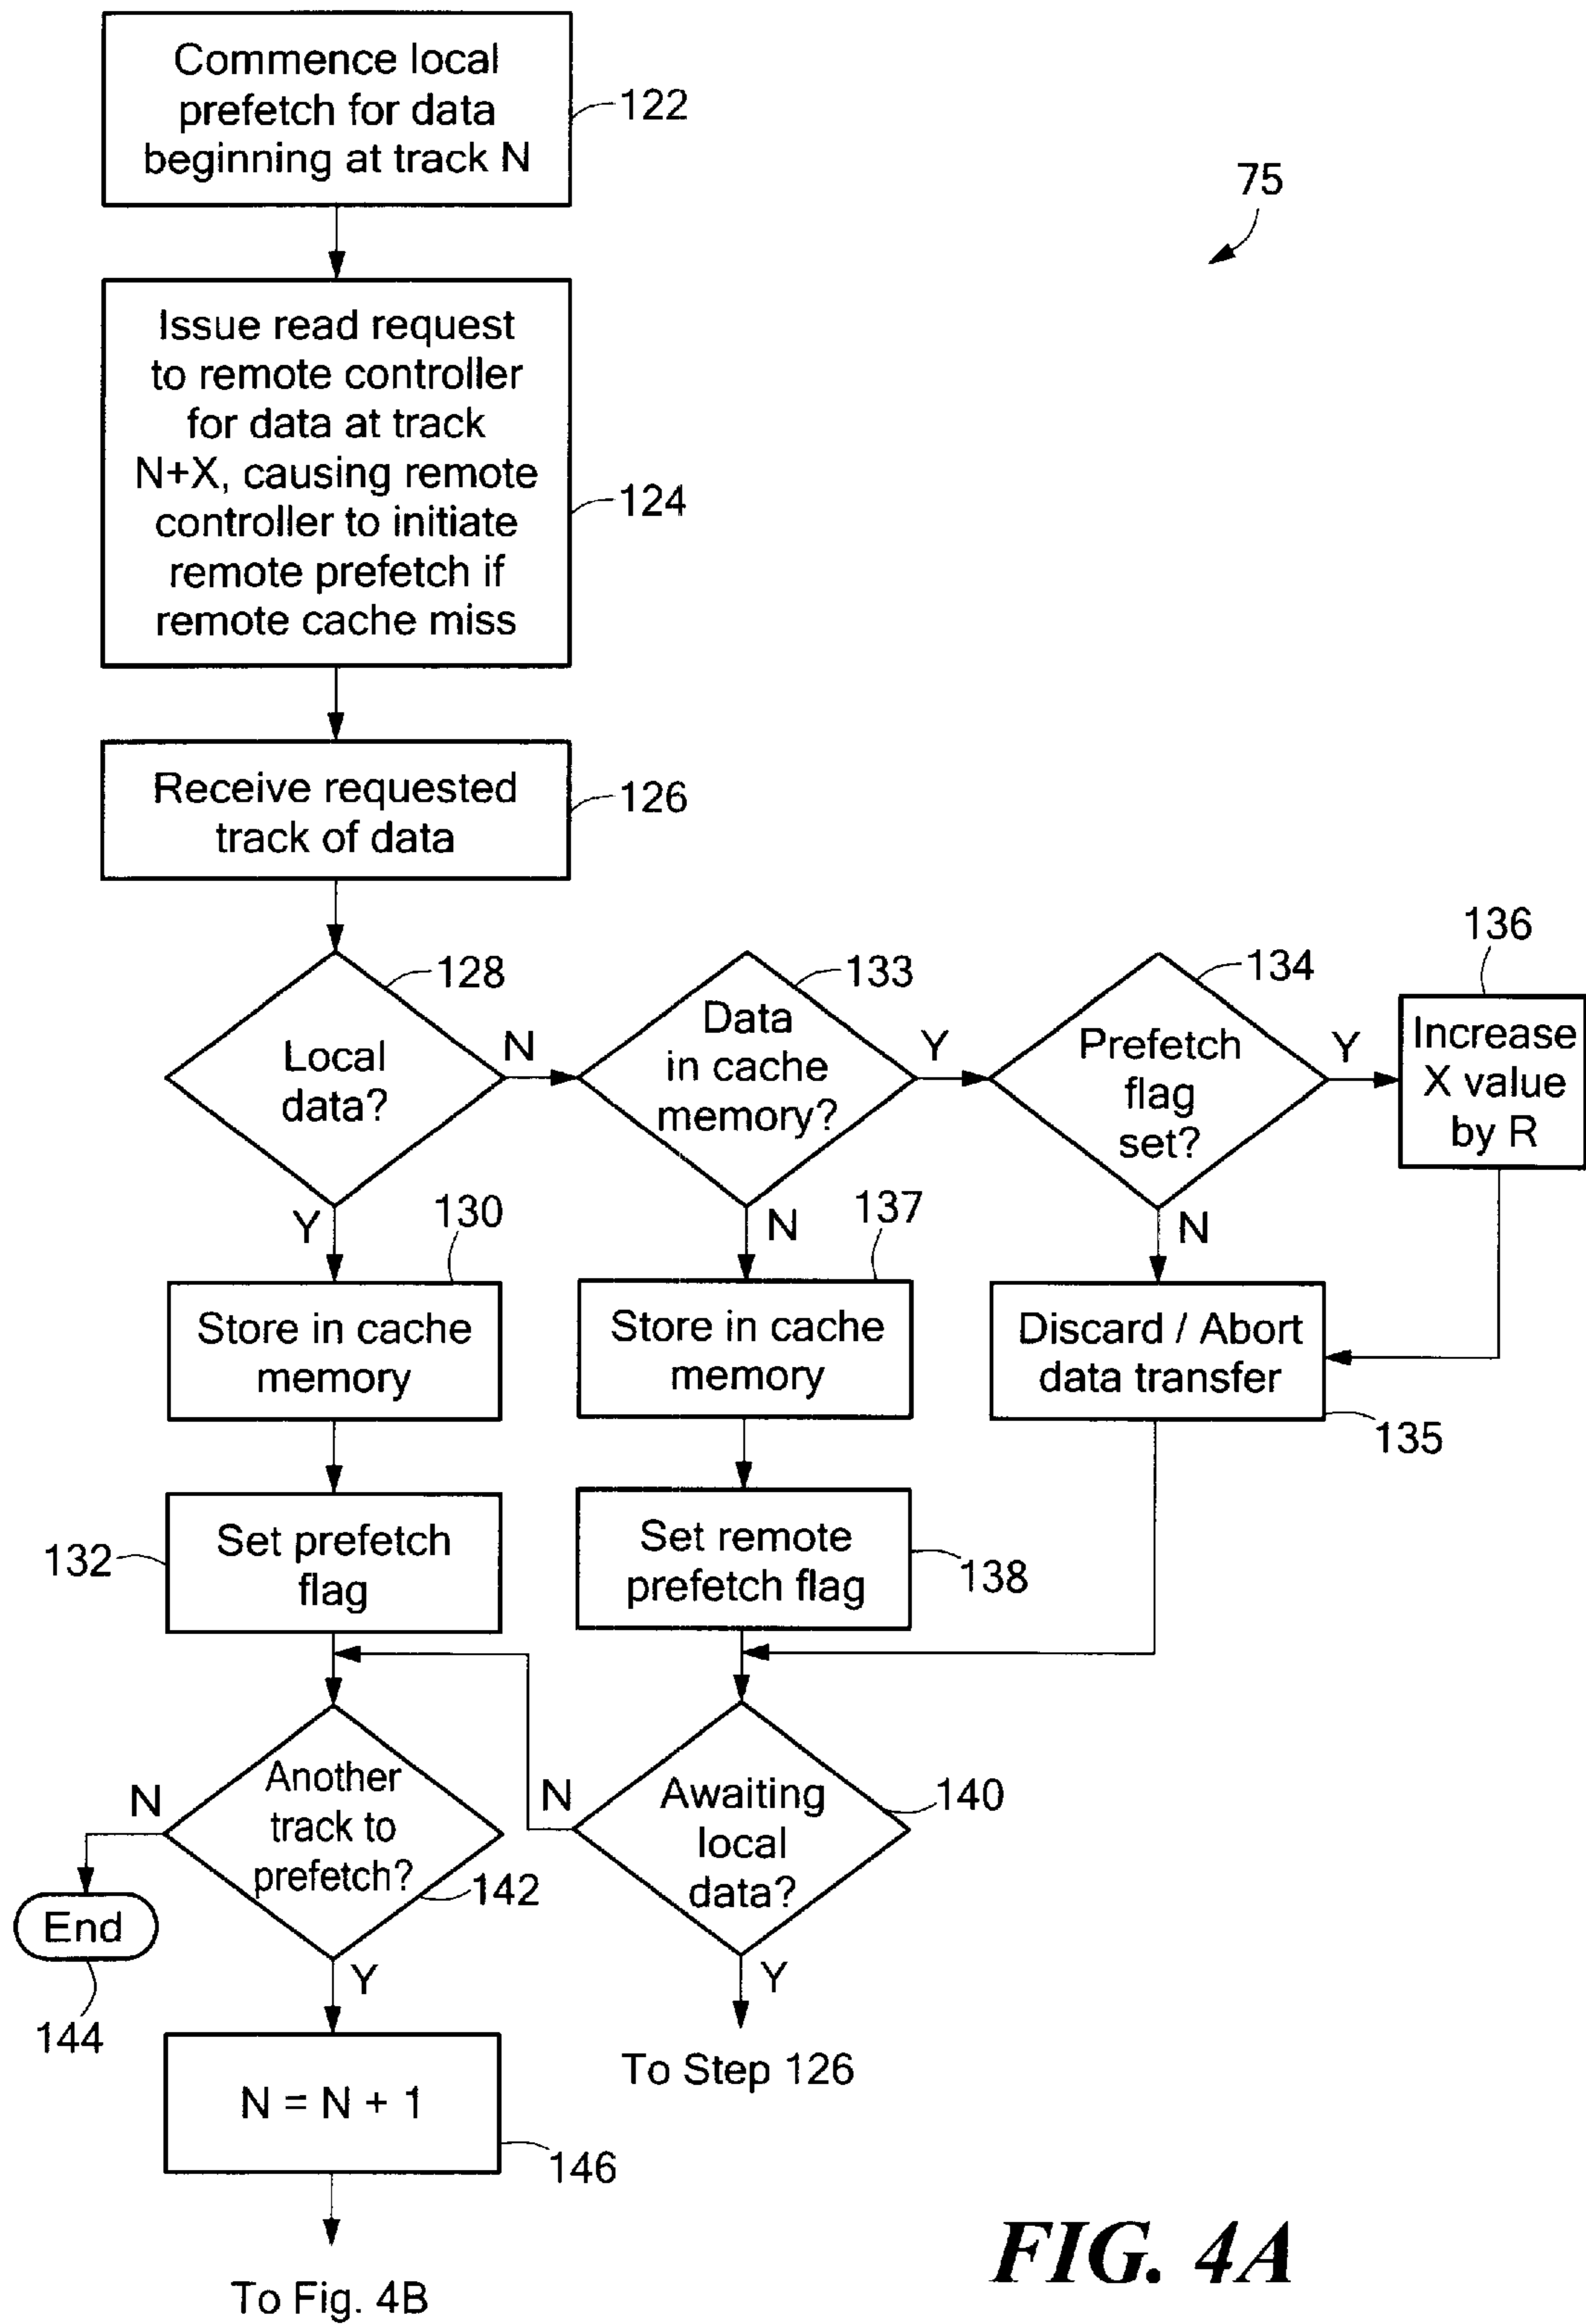 Commence local
prefetch for data
beginning at track N
122
75
Issue read request
to remote controller
for data at track
N+X, causing remote
controller to initiate
remote prefetch if
remote cache miss
124
Receive requested
track of data
126
Local
data?
128
N
Y
Data
in cache
memory?
133
Y
N
Prefetch
flag
set?
134
Y
N
136
Increase
X value
by R
130
Store in cache
memory
137
Store in cache
memory
Discard / Abort
data transfer
135
132
Set prefetch
flag
Set remote
prefetch flag
138
Another
track to
prefetch?
142
N
Y
Awaiting
local
data?
140
N
Y
End
144
To Step 126
N = N + 1
146
To Fig. 4B
FIG. 4A